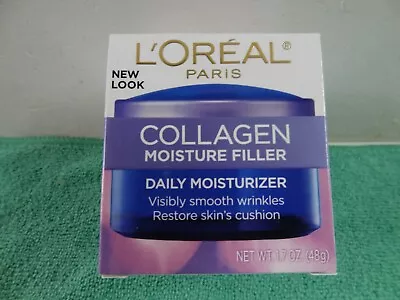 L'ORÉAL®
PARIS
NEW
LOOK
COLLAGEN
MOISTURE FILLER
DAILY MOISTURIZER
Visibly smooth wrinkles
Restore skin's cushion
NET WT. 1.7 OZ. (48g)